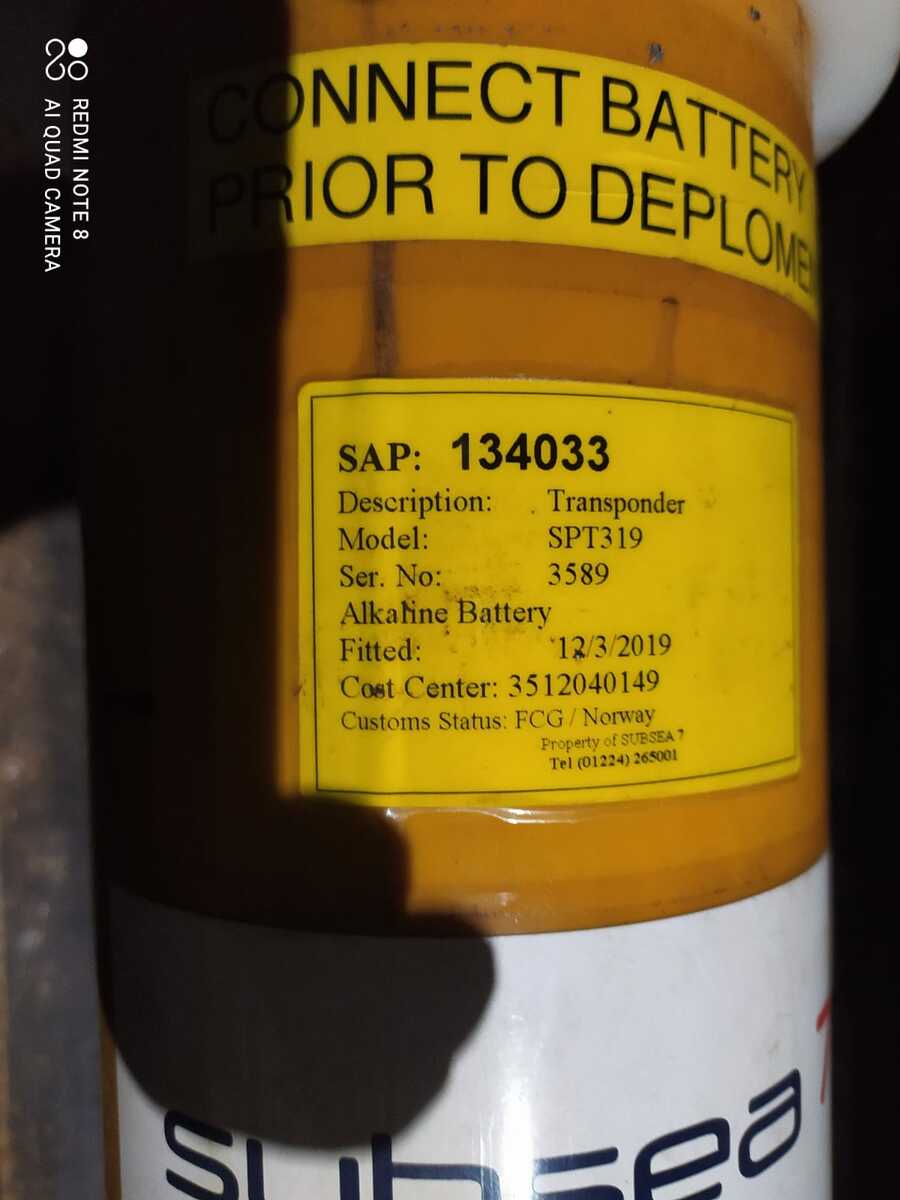 CONNECT BATTERY
PRIOR TO DEPLOME
SAP: 134033
Description: Transponder
Model: SPT319
Ser. No: 3589
Alkaline Battery
Fitted: 12/3/2019
Cost Center: 3512040149
Customs Status: FCG / Norway
Property of SUBSEA 7
Tel (01224) 265001
subsea 7
REDMI NOTE 8
AI QUAD CAMERA